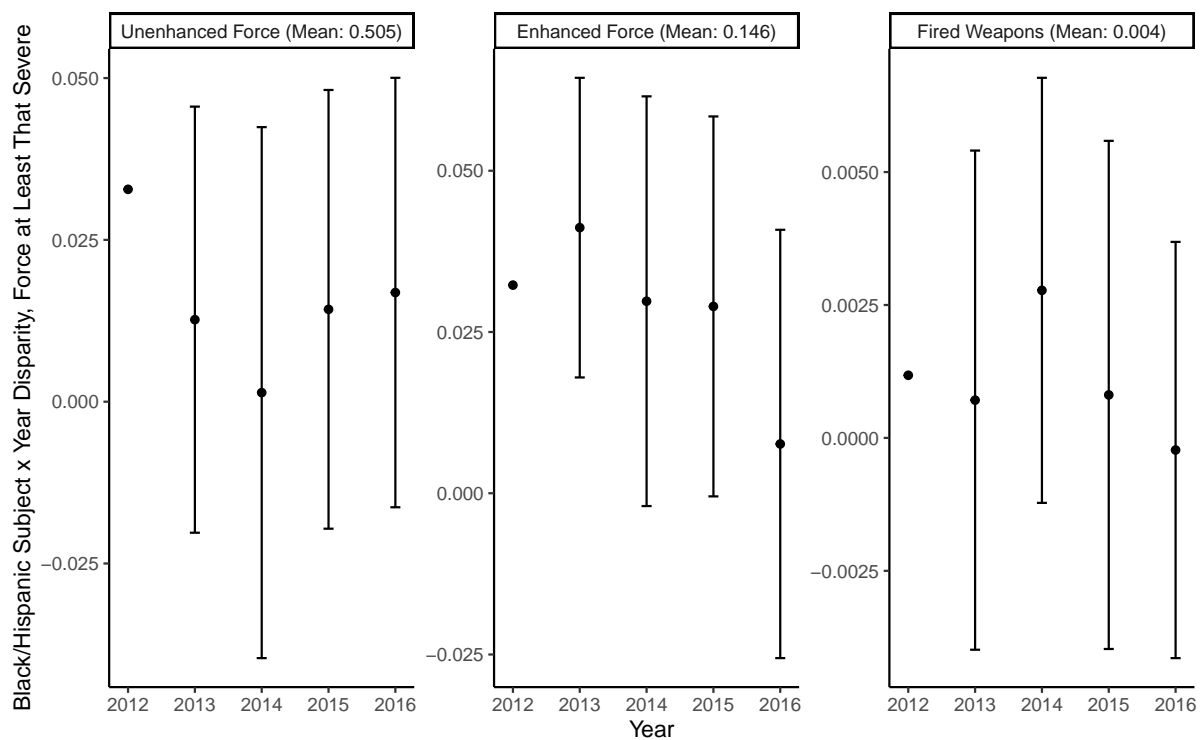 Black/Hispanic Subject x Year Disparity, Force at Least That Severe
Unenhanced Force (Mean: 0.505)
0.050
0.025
0.000
−0.025
2012 2013 2014 2015 2016
Enhanced Force (Mean: 0.146)
0.050
0.025
0.000
−0.025
2012 2013 2014 2015 2016
Fired Weapons (Mean: 0.004)
0.0050
0.0025
0.0000
−0.0025
2012 2013 2014 2015 2016
Year